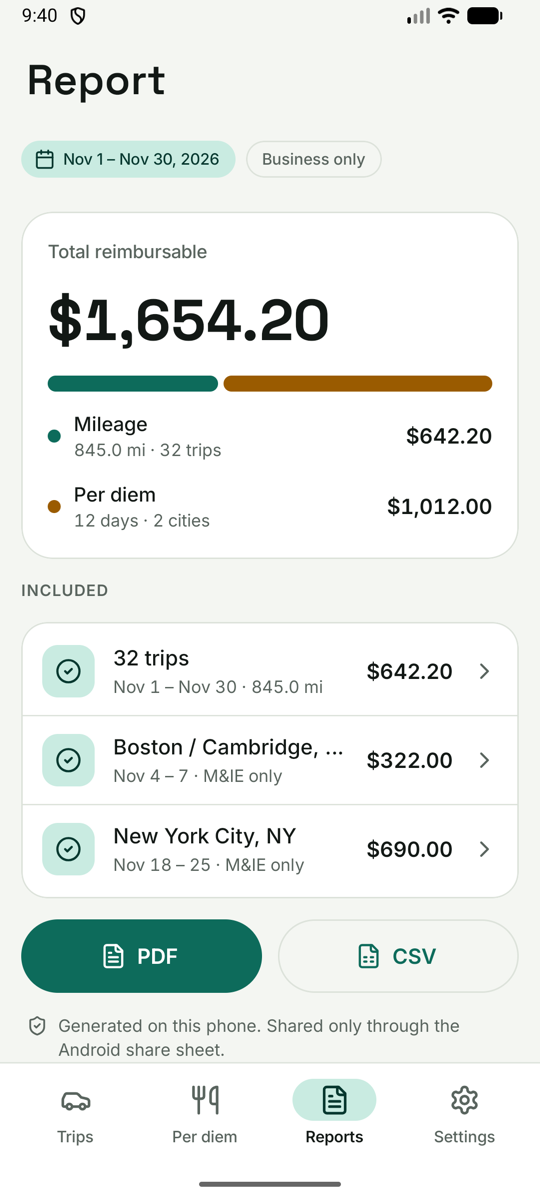 9:40
Report
Nov 1 – Nov 30, 2026
Business only
Total reimbursable
$1,654.20
Mileage
$642.20
845.0 mi · 32 trips
Per diem
$1,012.00
12 days · 2 cities
INCLUDED
32 trips
$642.20
Nov 1 – Nov 30 · 845.0 mi
Boston / Cambridge, ...
$322.00
Nov 4 – 7 · M&IE only
New York City, NY
$690.00
Nov 18 – 25 · M&IE only
PDF
CSV
Generated on this phone. Shared only through the
Android share sheet.
Trips
Per diem
Reports
Settings